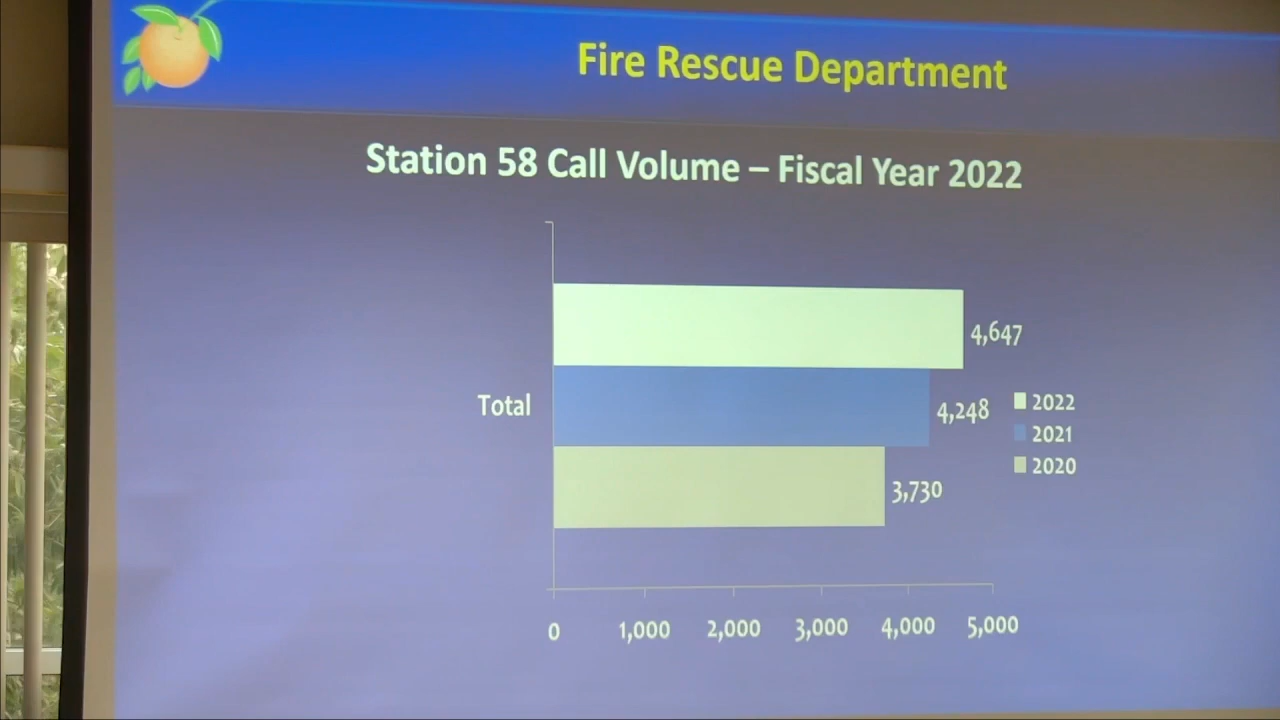 Fire Rescue Department
Station 58 Call Volume – Fiscal Year 2022
4,647
Total
4,248
3,730
2022
2021
2020
0 1,000 2,000 3,000 4,000 5,000